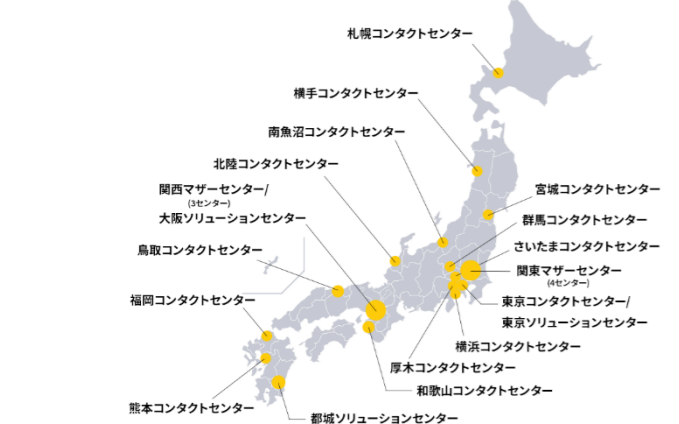 札幌コンタクトセンター
横手コンタクトセンター
南魚沼コンタクトセンター
北陸コンタクトセンター
関西マザーセンター/
(3センター)
大阪ソリューションセンター
鳥取コンタクトセンター
福岡コンタクトセンター
熊本コンタクトセンター
宮城コンタクトセンター
群馬コンタクトセンター
さいたまコンタクトセンター
関東マザーセンター
(4センター)
東京コンタクトセンター/
東京ソリューションセンター
横浜コンタクトセンター
厚木コンタクトセンター
和歌山コンタクトセンター
都城ソリューションセンター